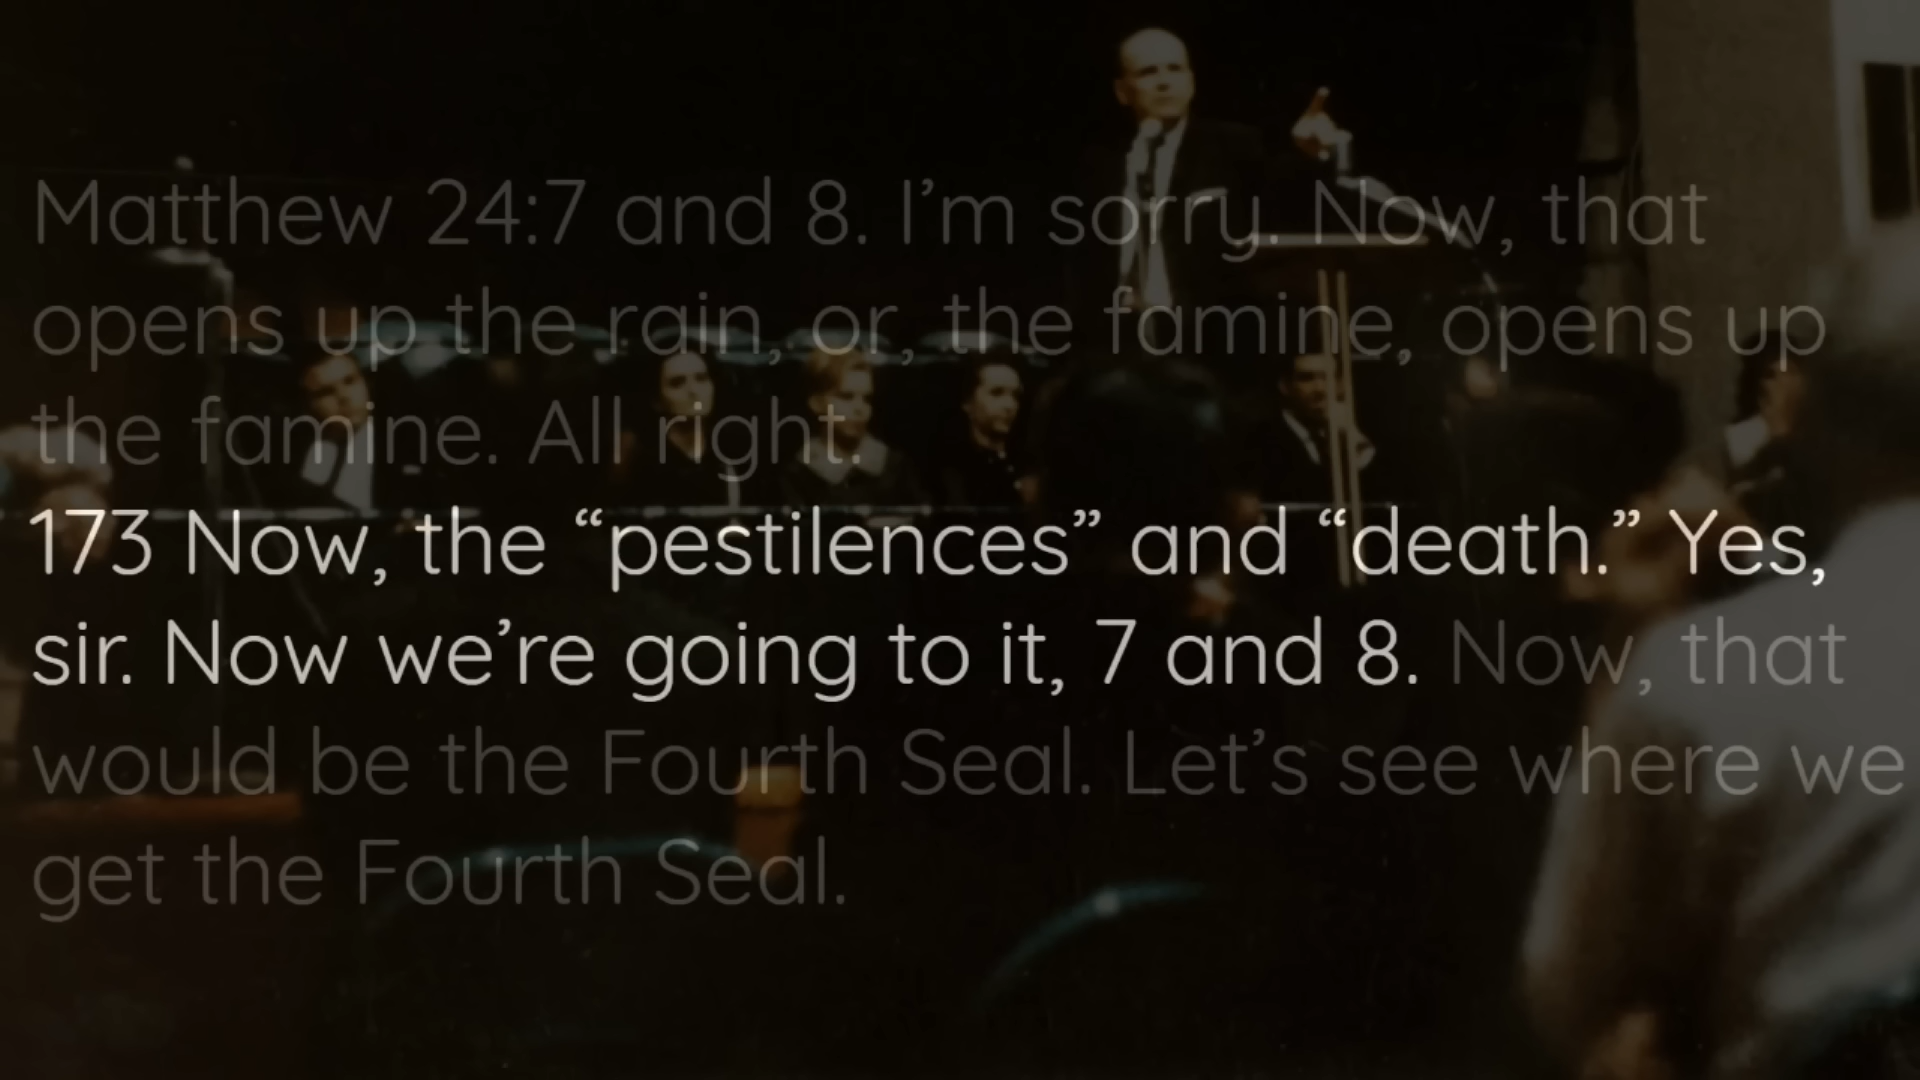 Matthew 24:7 and 8. I’m sorry. Now, that
opens up the rain, or, the famine, opens up
the famine. All right.
173 Now, the “pestilences” and “death.” Yes,
sir. Now we’re going to it, 7 and 8. Now, that
would be the Fourth Seal. Let’s see where we
get the Fourth Seal.